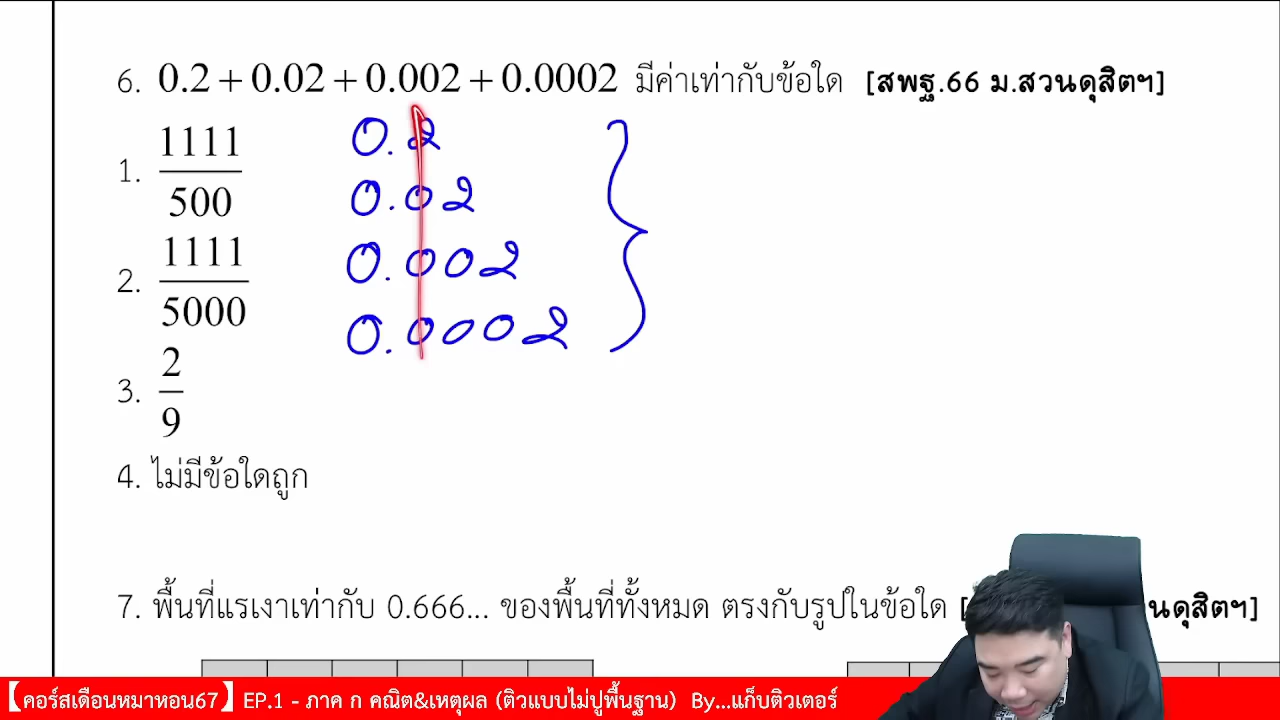 6. 0.2 + 0.02 + 0.002 + 0.0002 มีค่าเท่ากับข้อใด [สพฐ.66 ม.สวนดุสิตฯ]
1. 1111/500
2. 1111/5000
3. 2/9
4. ไม่มีข้อใดถูก
0.2
0.02
0.002
0.0002
7. พื้นที่แรเงาเท่ากับ 0.666... ของพื้นที่ทั้งหมด ตรงกับรูปในข้อใด [ นดุสิตฯ]
【คอร์สเดือนหมาหอน67】 EP.1 - ภาค ก คณิต&เหตุผล (ติวแบบไม่ปูพื้นฐาน) By...แก็บติวเตอร์